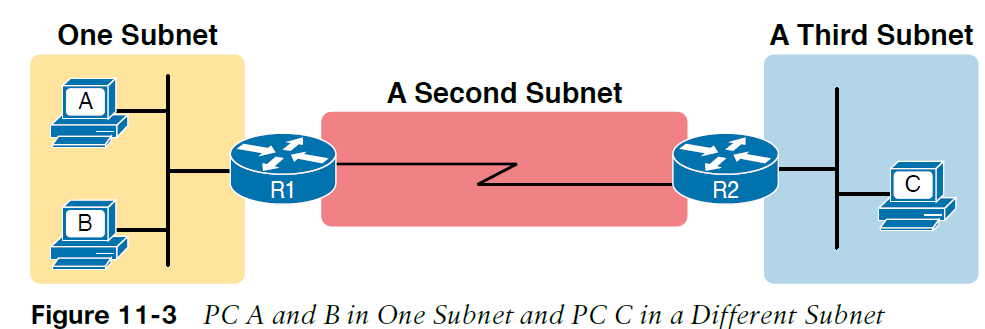 One Subnet
A Third Subnet
A Second Subnet
A
B
R1
R2
C
Figure 11-3 PC A and B in One Subnet and PC C in a Different Subnet